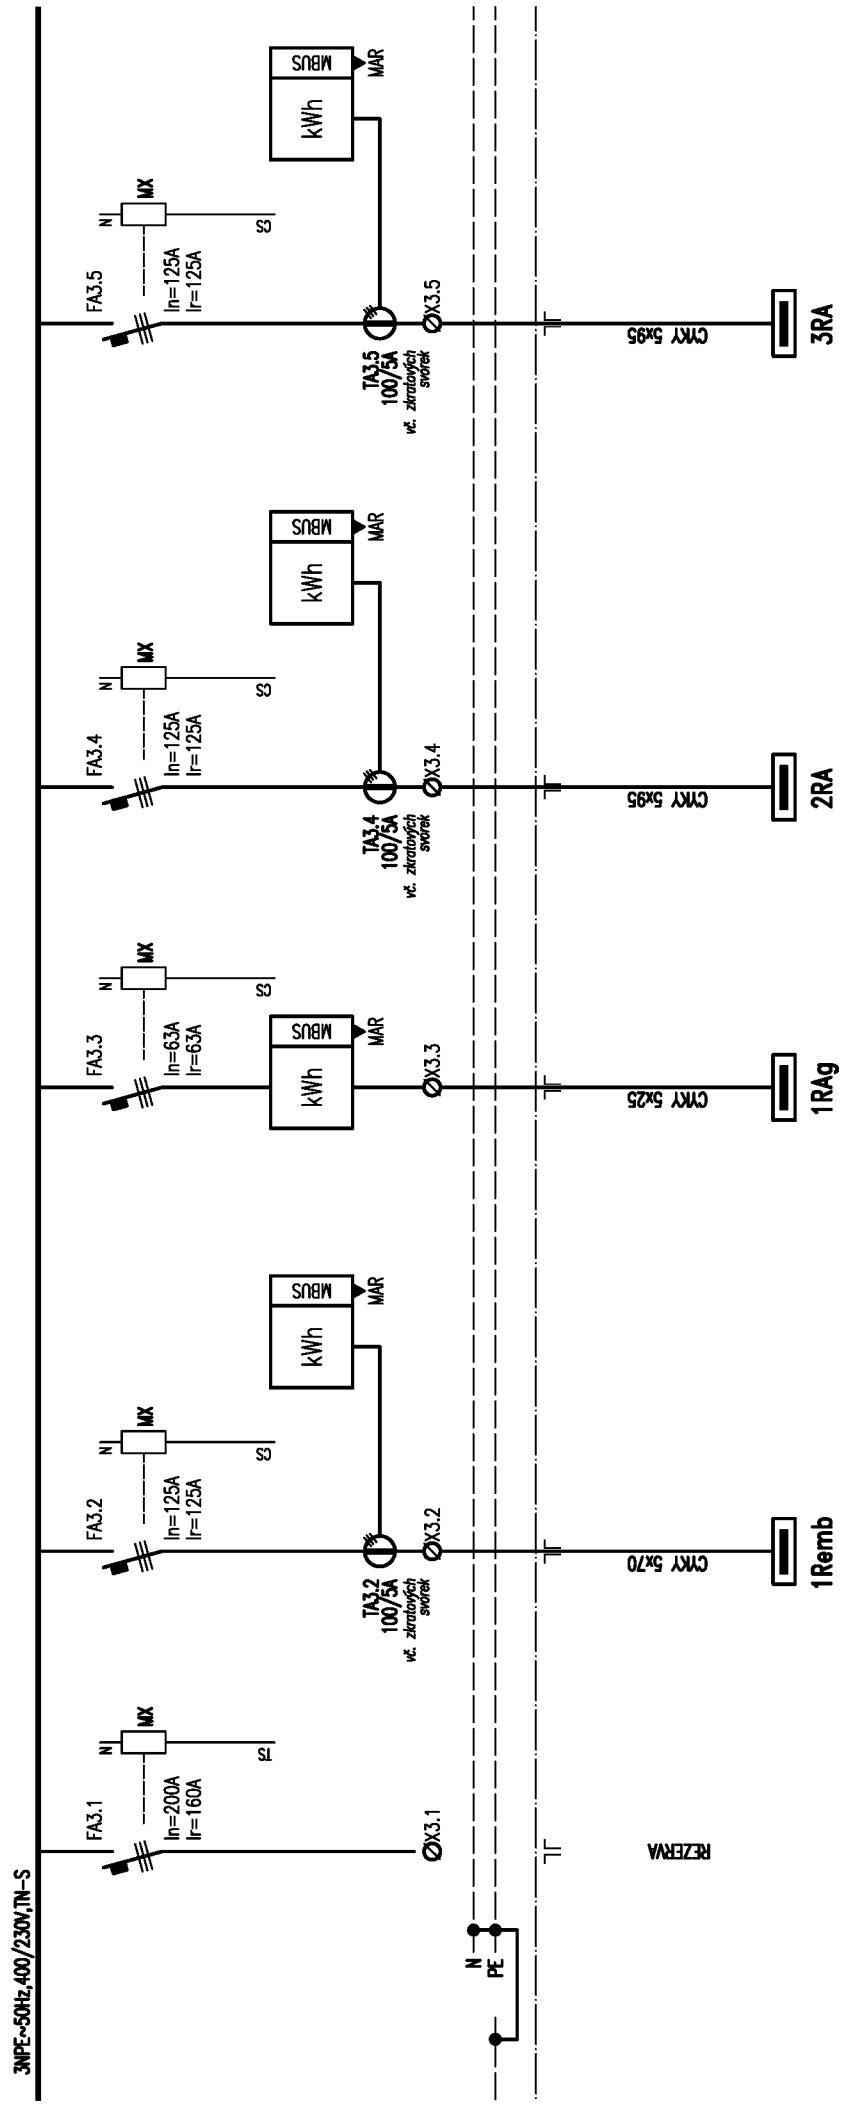 3NPE~50Hz,400/230V,TN-S
FA3.1
N
MX
In=200A
Ir=160A
TS
X3.1
REZERVA
N
PE
FA3.2
N
MX
In=125A
Ir=125A
CS
MBUS
kWh
MAR
TA3.2
100/5A
vč. zkratových
svorek
X3.2
CYKY 5x70
1Remb
FA3.3
N
MX
In=63A
Ir=63A
CS
MBUS
kWh
MAR
X3.3
CYKY 5x25
1RAg
FA3.4
N
MX
In=125A
Ir=125A
CS
MBUS
kWh
MAR
TA3.4
100/5A
vč. zkratových
svorek
X3.4
CYKY 5x95
2RA
FA3.5
N
MX
In=125A
Ir=125A
CS
MBUS
kWh
MAR
TA3.5
100/5A
vč. zkratových
svorek
X3.5
CYKY 5x95
3RA